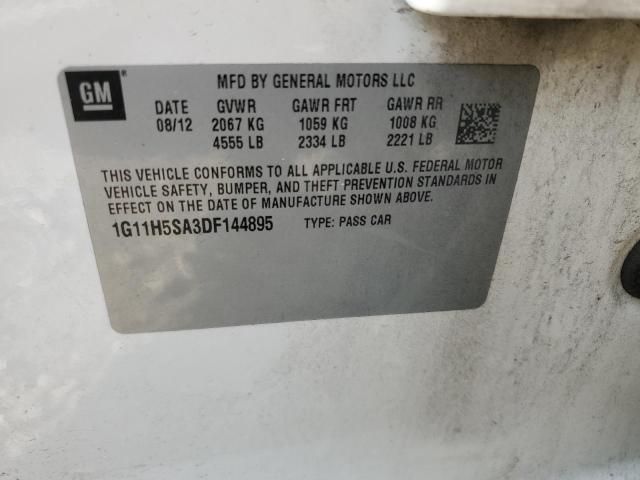 GM®
MFD BY GENERAL MOTORS LLC
DATE GVWR GAWR FRT GAWR RR
08/12 2067 KG 1059 KG 1008 KG
4555 LB 2334 LB 2221 LB
THIS VEHICLE CONFORMS TO ALL APPLICABLE U.S. FEDERAL MOTOR
VEHICLE SAFETY, BUMPER, AND THEFT PREVENTION STANDARDS IN
EFFECT ON THE DATE OF MANUFACTURE SHOWN ABOVE.
1G11H5SA3DF144895 TYPE: PASS CAR